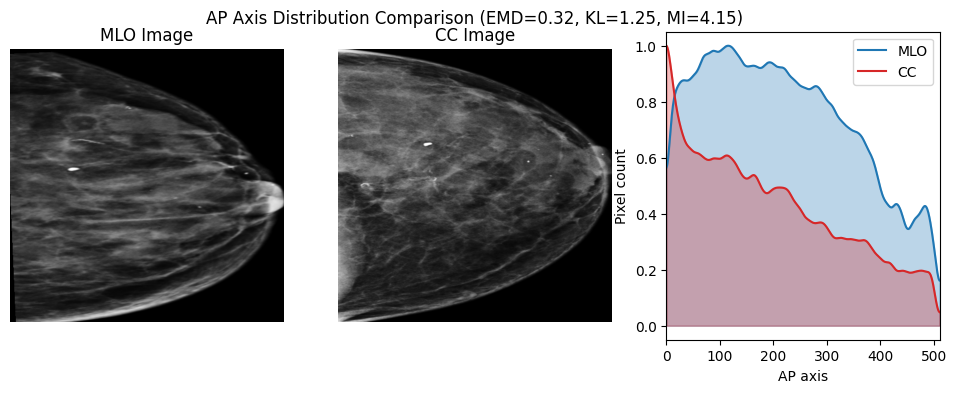 AP Axis Distribution Comparison (EMD=0.32, KL=1.25, MI=4.15)
MLO Image
CC Image
MLO
CC
Pixel count
1.0
0.8
0.6
0.4
0.2
0.0
0 100 200 300 400 500
AP axis